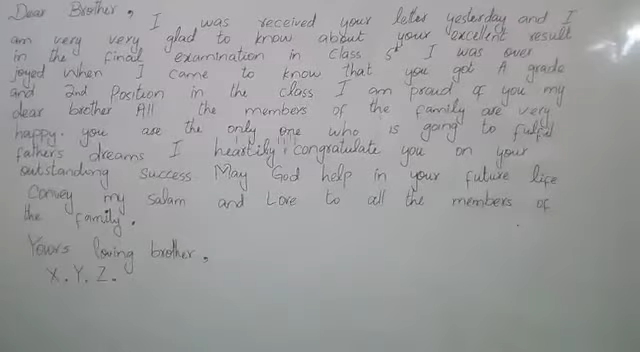 Dear Brother,
I was received your letter yesterday and I
am very very glad to know about your excellent result
in the final examination in class 5th I was over
joyed when I came to know that you got A grade
and 2nd Position in the class I am proud of you my
dear brother All the members of the family are very
happy. you are the only one who is going to fulfil
father's dreams I heartily congratulate you on your
outstanding success May God help in your future life
Convey my salam and Love to all the members of
the family.
Yours loving brother,
X.Y.Z.